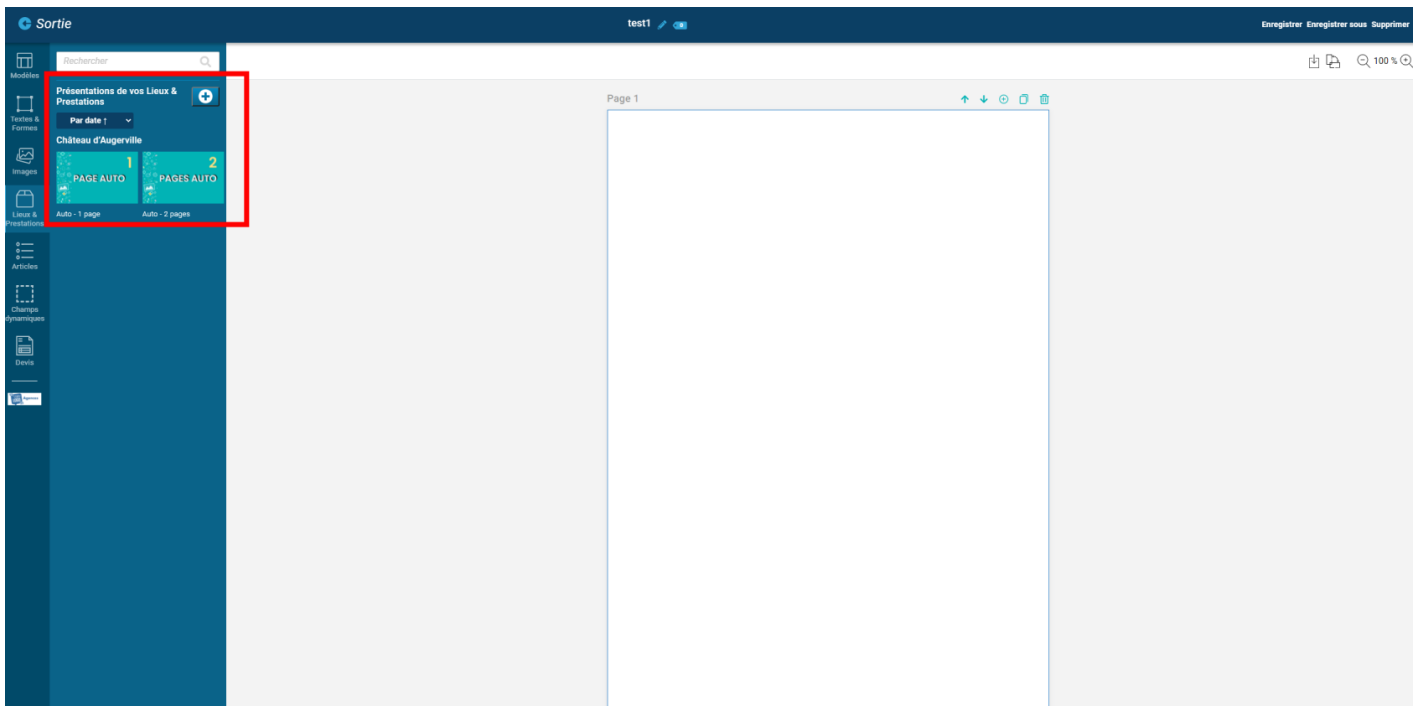 Sortie
test1
Enregistrer Enregistrer sous Supprimer
Modèles
Rechercher
100 %
Textes &
Formes
Images
Lieux &
Prestations
Articles
Champs
dynamiques
Devis
Présentations de vos Lieux &
Prestations
Par date ↑
Château d'Augerville
1
PAGE AUTO
2
PAGES AUTO
Auto - 1 page
Auto - 2 pages
Page 1